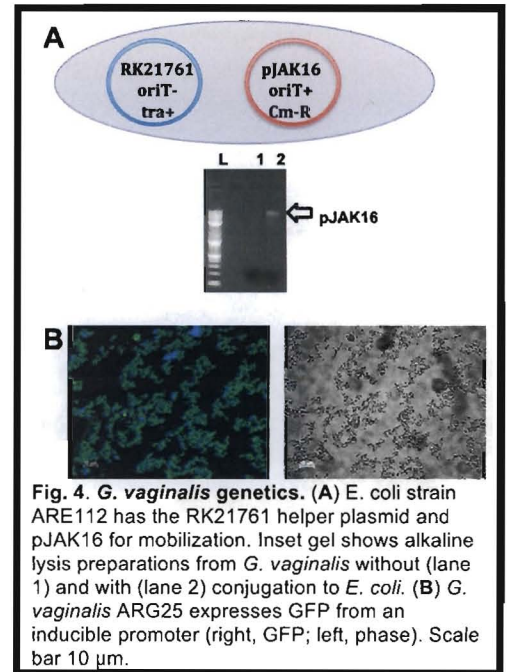 A
RK21761
oriT-
tra+
pJAK16
oriT+
Cm-R
L 1 2
pJAK16
B
Fig. 4. G. vaginalis genetics. (A) E. coli strain
ARE112 has the RK21761 helper plasmid and
pJAK16 for mobilization. Inset gel shows alkaline
lysis preparations from G. vaginalis without (lane
1) and with (lane 2) conjugation to E. coli. (B) G.
vaginalis ARG25 expresses GFP from an
inducible promoter (right, GFP; left, phase). Scale
bar 10 µm.